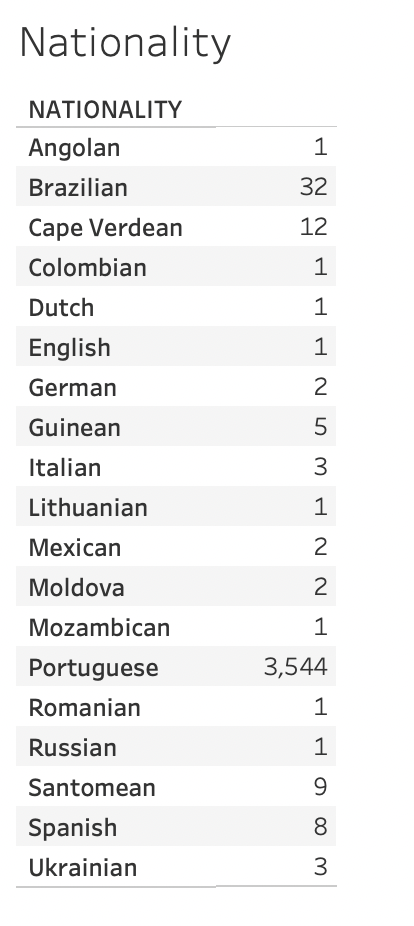 Nationality
NATIONALITY
Angolan 1
Brazilian 32
Cape Verdean 12
Colombian 1
Dutch 1
English 1
German 2
Guinean 5
Italian 3
Lithuanian 1
Mexican 2
Moldova 2
Mozambican 1
Portuguese 3,544
Romanian 1
Russian 1
Santomean 9
Spanish 8
Ukrainian 3